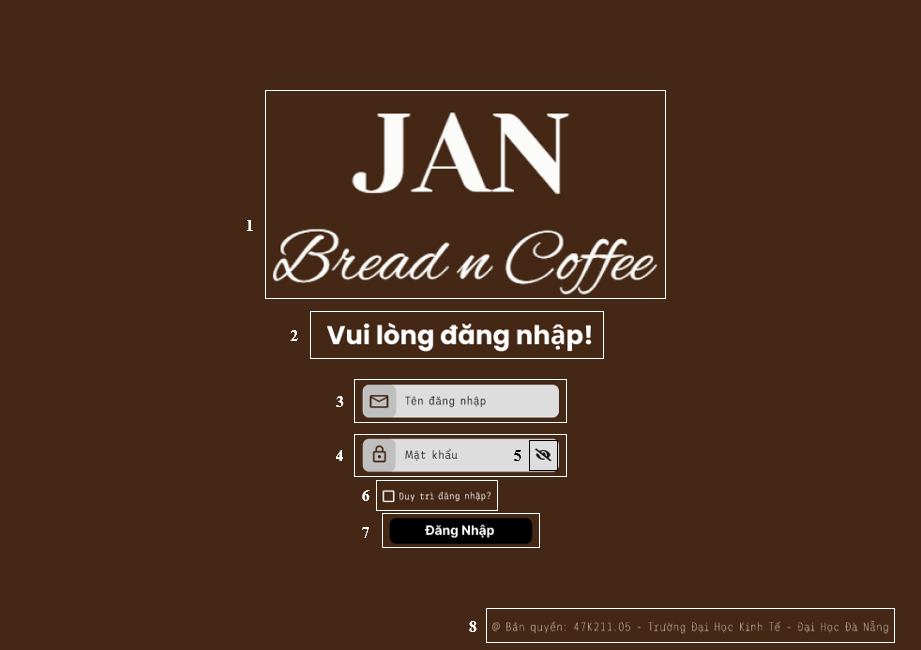 JAN
1
Bread n Coffee
2 Vui lòng đăng nhập!
3 Tên đăng nhập
4 Mật khẩu 5
6 Duy trì đăng nhập?
7 Đăng Nhập
8 @ Bản quyền: 47K211.05 - Trường Đại Học Kinh Tế - Đại Học Đà Nẵng